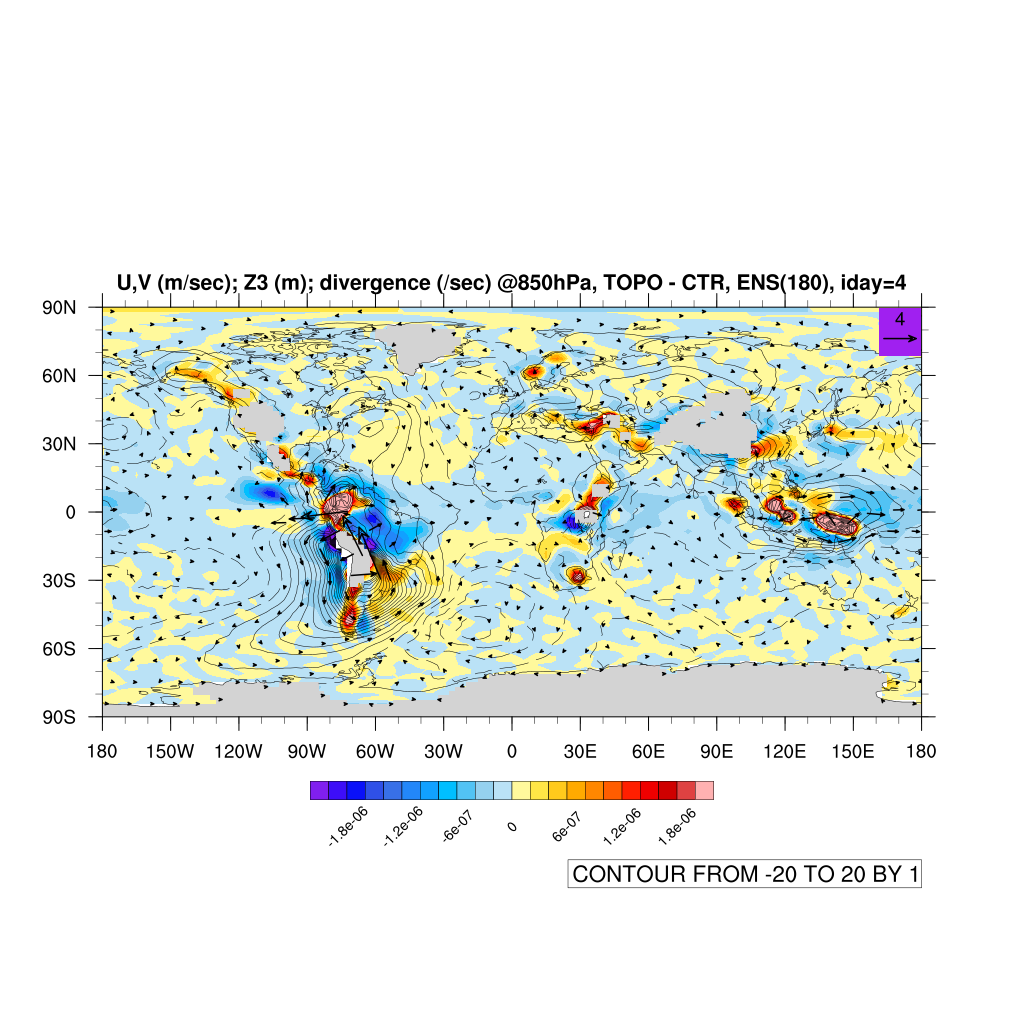 U,V (m/sec); Z3 (m); divergence (/sec) @850hPa, TOPO - CTR, ENS(180), iday=4
4
90N
60N
30N
0
30S
60S
90S
180 150W 120W 90W 60W 30W 0 30E 60E 90E 120E 150E 180
-1.8e-06 -1.2e-06 -6e-07 0 6e-07 1.2e-06 1.8e-06
CONTOUR FROM -20 TO 20 BY 1